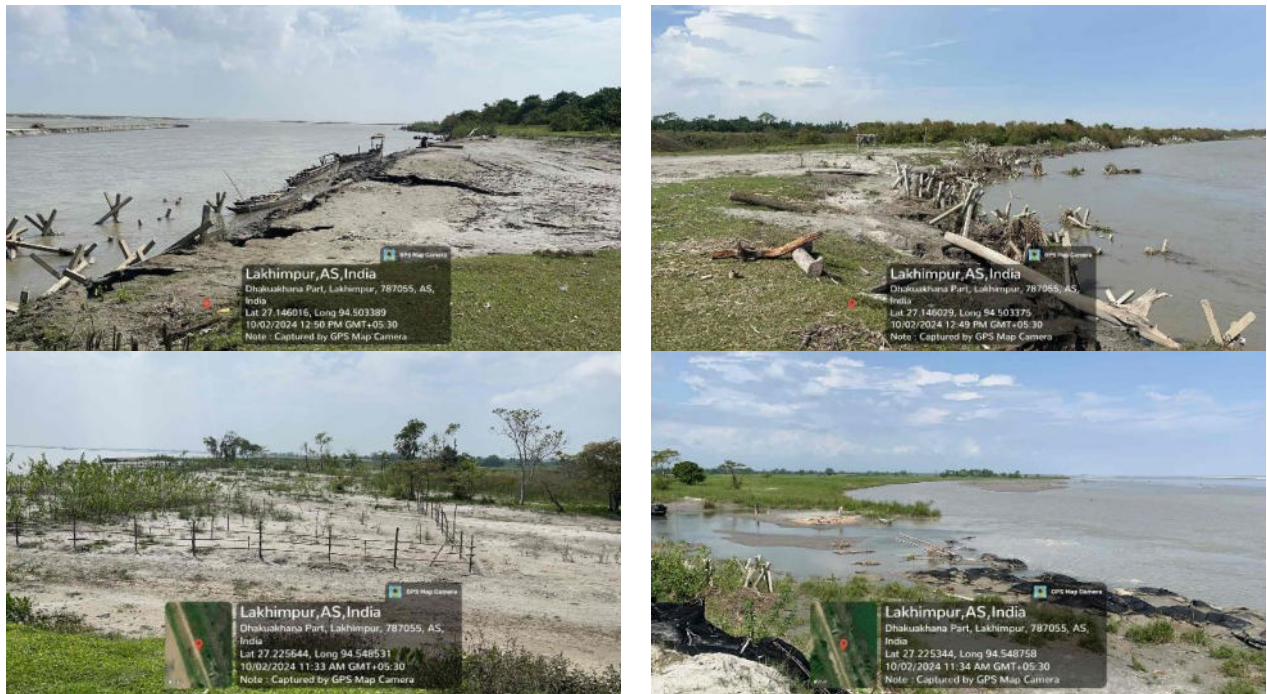 GPS Map Camera
Lakhimpur,AS,India
Dhakuakhana Part, Lakhimpur, 787055, AS,
India
Lat 27.146016, Long 94.503389
10/02/2024 12:50 PM GMT+05:30
Note : Captured by GPS Map Camera
GPS Map Camera
Lakhimpur,AS,India
Dhakuakhana Part, Lakhimpur, 787055, AS,
India
Lat 27.146029, Long 94.503375
10/02/2024 12:49 PM GMT+05:30
Note : Captured by GPS Map Camera
GPS Map Camera
Lakhimpur,AS,India
Dhakuakhana Part, Lakhimpur, 787055, AS,
India
Lat 27.225644, Long 94.548531
10/02/2024 11:33 AM GMT+05:30
Note : Captured by GPS Map Camera
GPS Map Camera
Lakhimpur,AS,India
Dhakuakhana Part, Lakhimpur, 787055, AS,
India
Lat 27.225344, Long 94.548758
10/02/2024 11:34 AM GMT+05:30
Note : Captured by GPS Map Camera